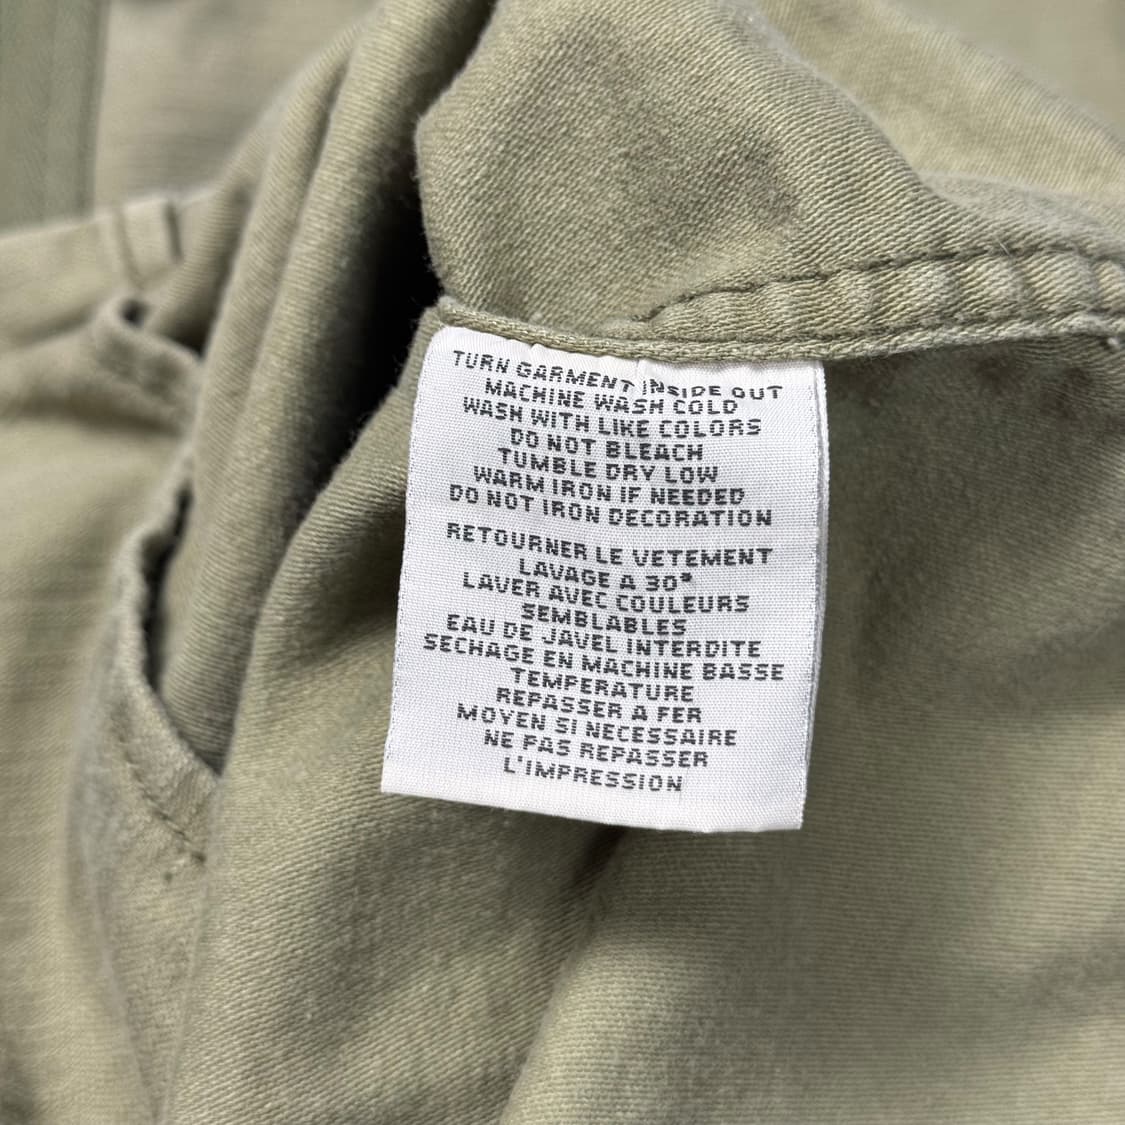 TURN GARMENT INSIDE OUT
MACHINE WASH COLD
WASH WITH LIKE COLORS
DO NOT BLEACH
TUMBLE DRY LOW
WARM IRON IF NEEDED
DO NOT IRON DECORATION
RETOURNER LE VETEMENT
LAVAGE A 30°
LAVER AVEC COULEURS
SEMBLABLES
EAU DE JAVEL INTERDITE
SECHAGE EN MACHINE BASSE
TEMPERATURE
REPASSER A FER
MOYEN SI NECESSAIRE
NE PAS REPASSER
L'IMPRESSION